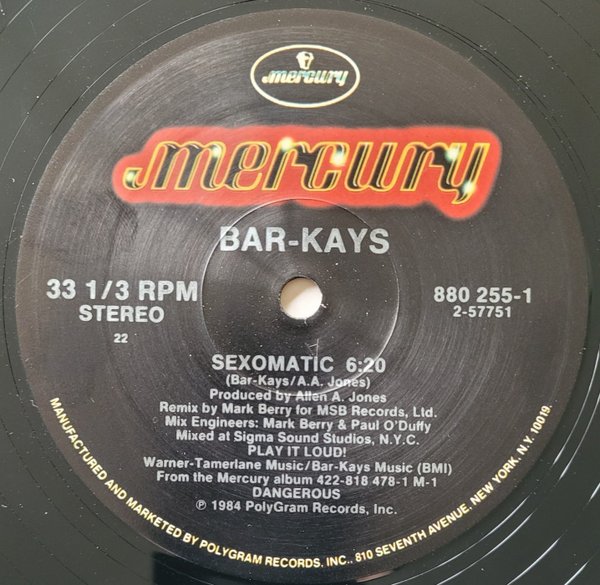 mercury
mercury
BAR-KAYS
33 1/3 RPM
STEREO
22
880 255-1
2-57751
SEXOMATIC 6:20
(Bar-Kays/A.A. Jones)
Produced by Allen A. Jones
Remix by Mark Berry for MSB Records, Ltd.
Mix Engineers: Mark Berry & Paul O'Duffy
Mixed at Sigma Sound Studios, N.Y.C.
PLAY IT LOUD!
Warner-Tamerlane Music/Bar-Kays Music (BMI)
From the Mercury album 422-818 478-1 M-1
DANGEROUS
℗ 1984 PolyGram Records, Inc.
MANUFACTURED AND MARKETED BY POLYGRAM RECORDS, INC., 810 SEVENTH AVENUE, NEW YORK, N.Y. 10019.